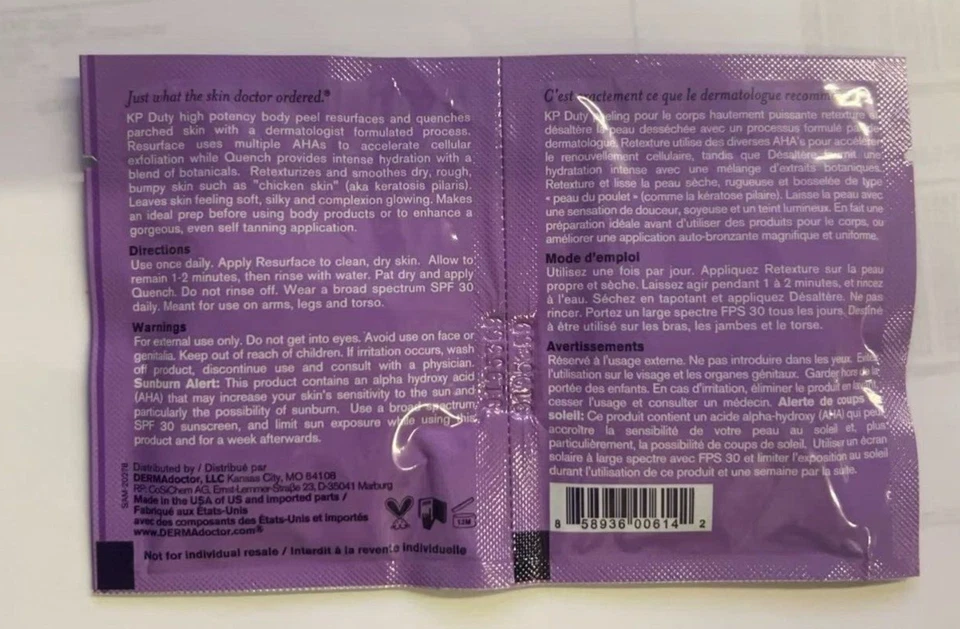 Just what the skin doctor ordered.®
KP Duty high potency body peel resurfaces and quenches
parched skin with a dermatologist formulated process.
Resurface uses multiple AHAs to accelerate cellular
exfoliation while Quench provides intense hydration with a
blend of botanicals. Retexturizes and smoothes dry, rough,
bumpy skin such as "chicken skin" (aka keratosis pilaris).
Leaves skin feeling soft, silky and complexion glowing. Makes
an ideal prep before using body products or to enhance a
gorgeous, even self tanning application.
Directions
Use once daily. Apply Resurface to clean, dry skin. Allow to
remain 1-2 minutes, then rinse with water. Pat dry and apply
Quench. Do not rinse off. Wear a broad spectrum SPF 30
daily. Meant for use on arms, legs and torso.
Warnings
For external use only. Do not get into eyes. Avoid use on face or
genitalia. Keep out of reach of children. If irritation occurs, wash
off product, discontinue use and consult with a physician.
Sunburn Alert: This product contains an alpha hydroxy acid
(AHA) that may increase your skin's sensitivity to the sun and
particularly the possibility of sunburn. Use a broad spectrum
SPF 30 sunscreen, and limit sun exposure while using this
product and for a week afterwards.
SAM-20278
Distributed by / Distribué par
DERMAdoctor, LLC Kansas City, MO 64108
RP: CoSiChem AG, Ernst-Lemmer-Straße 23, D-35041 Marburg
Made in the USA of US and imported parts /
Fabriqué aux États-Unis
avec des composants des États-Unis et importés
www.DERMAdoctor.com®
12M
Not for individual resale / Interdit à la revente individuelle
C'est exactement ce que le dermatologue
KP Duty peeling pour le corps hautement puissante retexture
désaltère la peau desséchée avec un processus formulé
dermatologue. Retexture utilise des diverses AHA's pour accélérer
le renouvellement cellulaire, tandis que Désaltère fournit une
hydratation intense avec une mélange d'extraits botaniques.
Retexture et lisse la peau sèche, rugueuse et bosselée de type
« peau du poulet » (comme la kératose pilaire). Laisse la peau avec
une sensation de douceur, soyeuse et un teint lumineux. En fait une
préparation idéale avant d'utiliser des produits pour le corps, ou
améliorer une application auto-bronzante magnifique et uniforme.
Mode d'emploi
Utilisez une fois par jour. Appliquez Retexture sur la peau
propre et sèche. Laissez agir pendant 1 à 2 minutes, et rincez
à l'eau. Séchez en tapotant et appliquez Désaltère. Ne pas
rincer. Portez un large spectre FPS 30 tous les jours. Destiné
à être utilisé sur les bras, les jambes et le torse.
Avertissements
Réservé à l'usage externe. Ne pas introduire dans les yeux.
l'utilisation sur le visage et les organes génitaux. Garder hors de la
portée des enfants. En cas d'irritation, éliminer le produit en
cesser l'usage et consulter un médecin. Alerte de coups
soleil: Ce produit contient un acide alpha-hydroxy (AHA) qui peut
accroître la sensibilité de votre peau au soleil et, plus
particulièrement, la possibilité de coups de soleil. Utiliser un écran
solaire à large spectre avec FPS 30 et limiter l'exposition au soleil
durant l'utilisation de ce produit et une semaine par la suite.
8 58936 00614 2